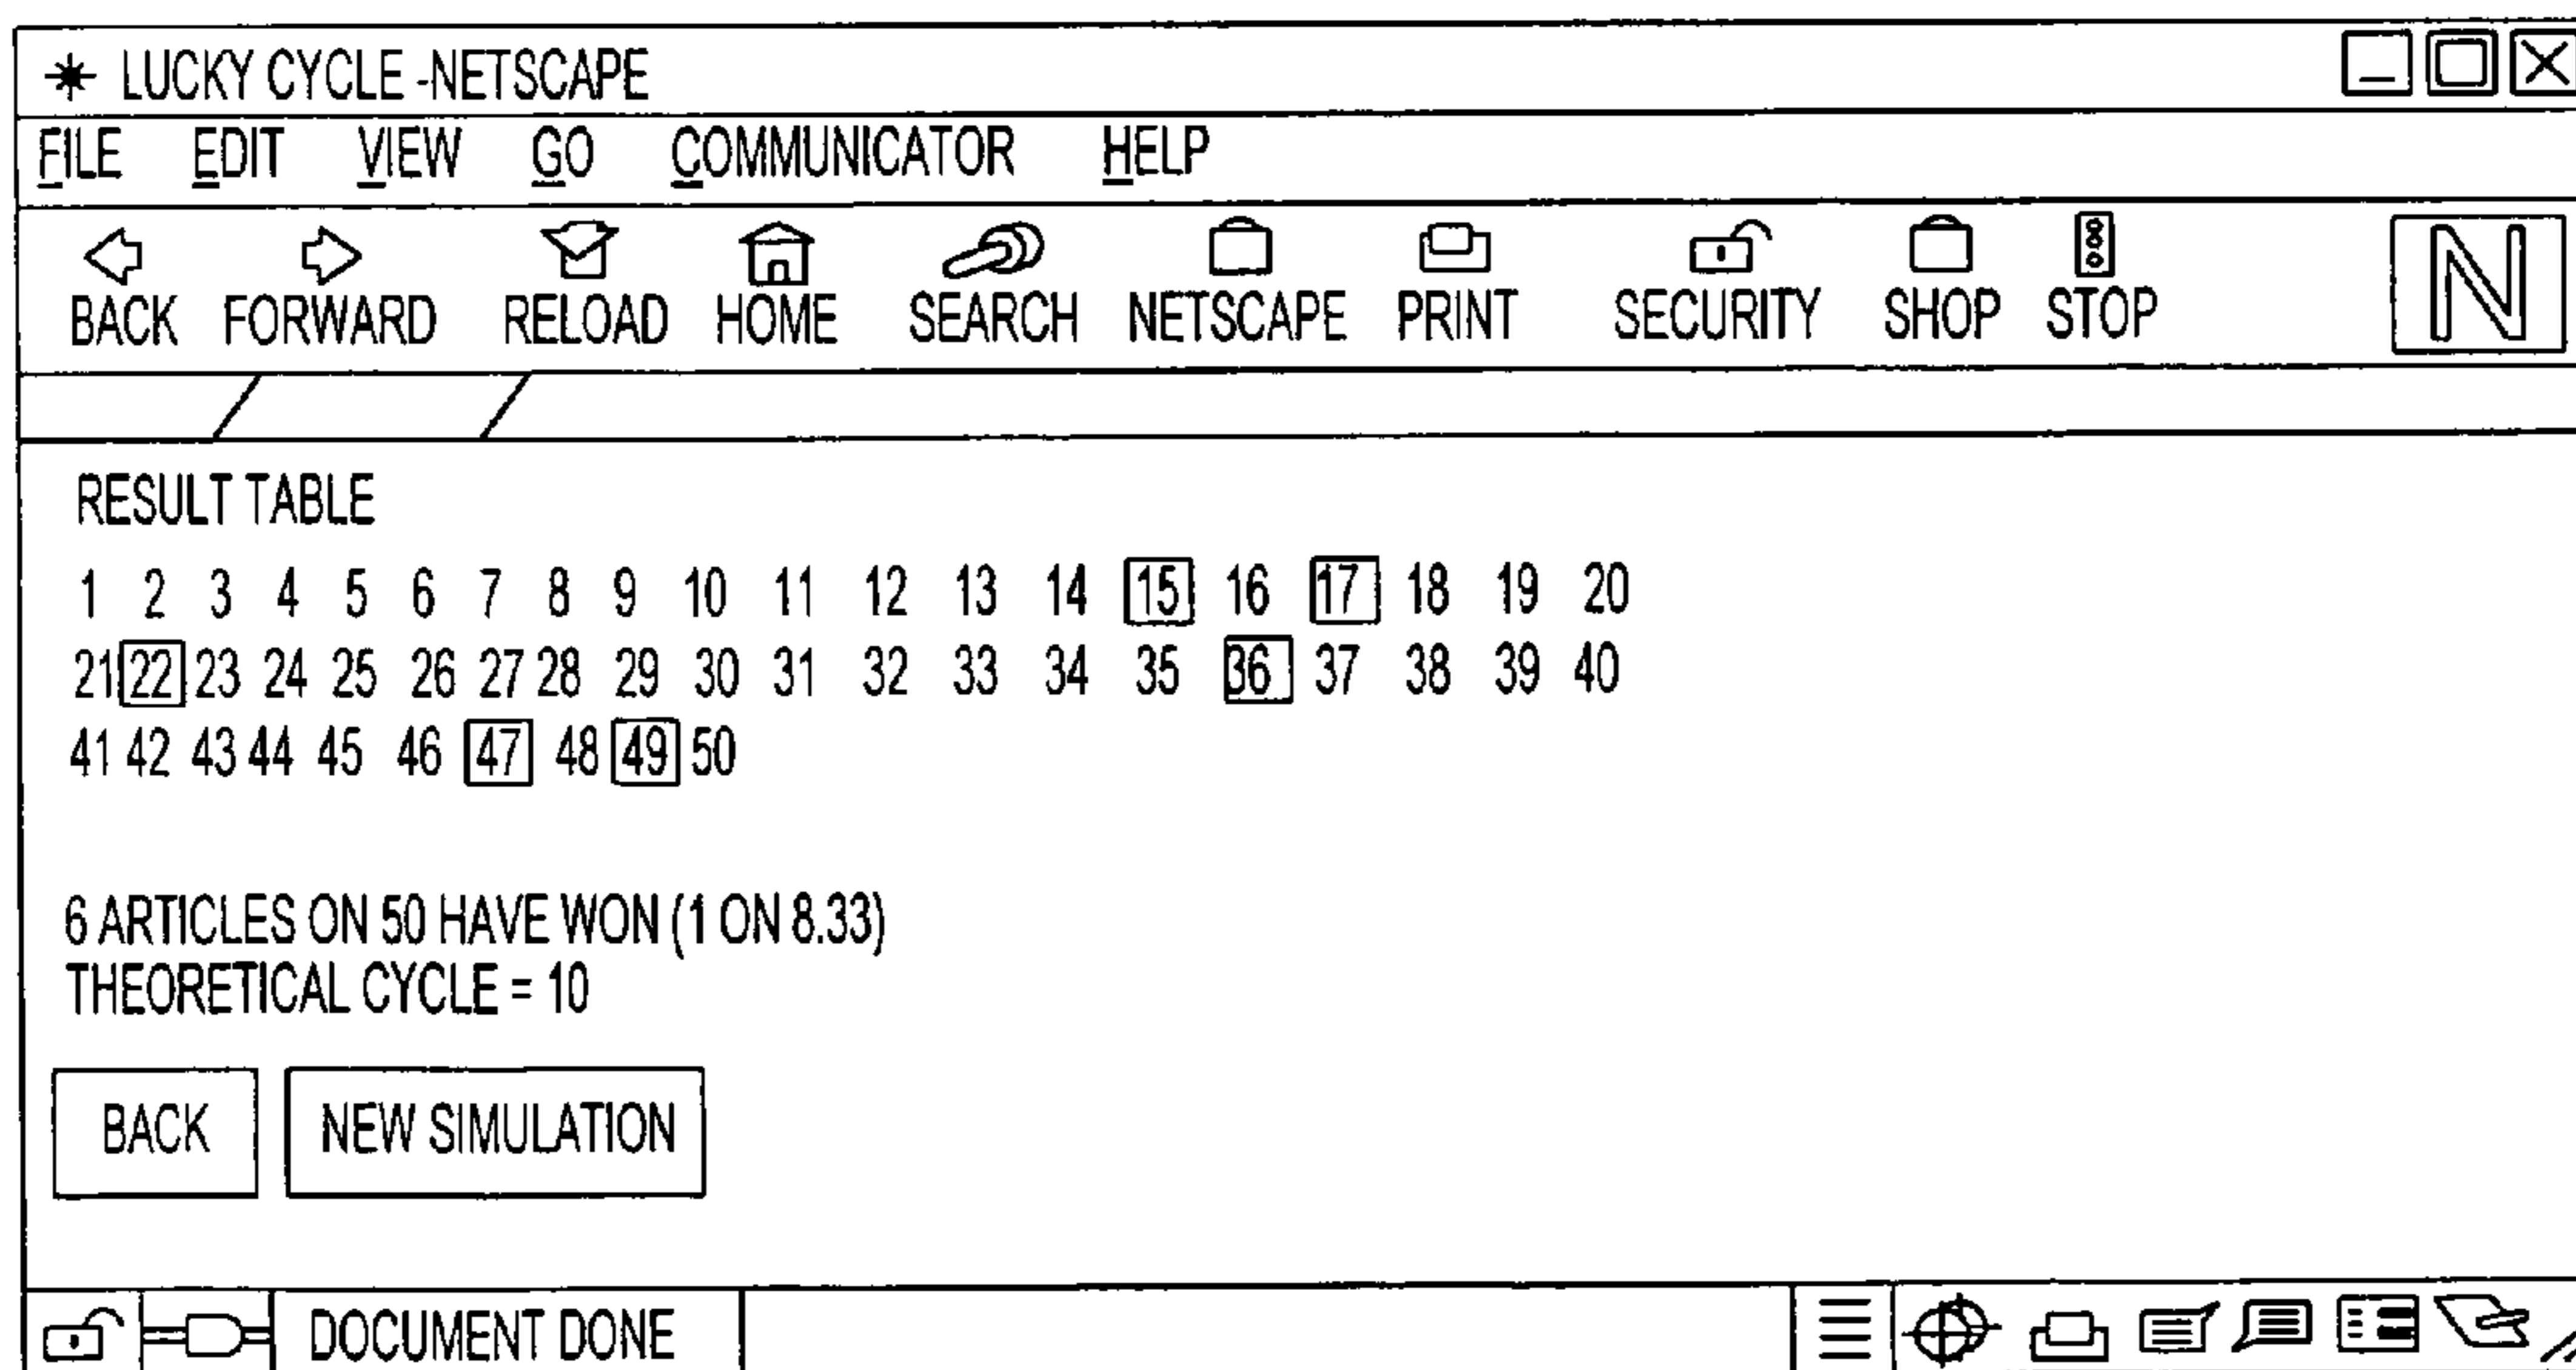 LUCKY CYCLE -NETSCAPE
FILE EDIT VIEW GO COMMUNICATOR HELP
BACK FORWARD RELOAD HOME SEARCH NETSCAPE PRINT SECURITY SHOP STOP N
RESULT TABLE
1 2 3 4 5 6 7 8 9 10 11 12 13 14 15 16 17 18 19 20
21 22 23 24 25 26 27 28 29 30 31 32 33 34 35 36 37 38 39 40
41 42 43 44 45 46 47 48 49 50
6 ARTICLES ON 50 HAVE WON (1 ON 8.33)
THEORETICAL CYCLE = 10
BACK NEW SIMULATION
DOCUMENT DONE